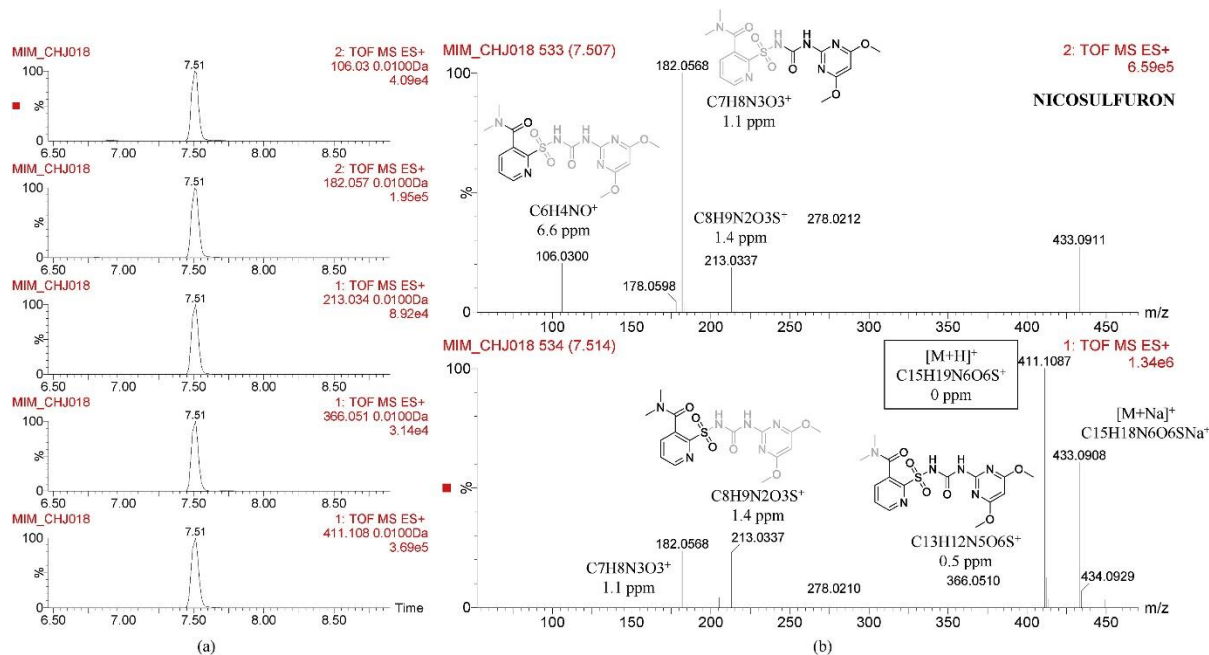 MIM_CHJ018
2: TOF MS ES+
106.03 0.0100Da
4.09e4
7.51
100
%
0
6.50 7.00 7.50 8.00 8.50
MIM_CHJ018
2: TOF MS ES+
182.057 0.0100Da
1.95e5
7.51
100
%
0
6.50 7.00 7.50 8.00 8.50
MIM_CHJ018
1: TOF MS ES+
213.034 0.0100Da
8.92e4
7.51
100
%
0
6.50 7.00 7.50 8.00 8.50
MIM_CHJ018
1: TOF MS ES+
366.051 0.0100Da
3.14e4
7.51
100
%
0
6.50 7.00 7.50 8.00 8.50
MIM_CHJ018
1: TOF MS ES+
411.108 0.0100Da
3.69e5
7.51
100
%
0
Time
6.50 7.00 7.50 8.00 8.50
(a)
MIM_CHJ018 533 (7.507)
2: TOF MS ES+
6.59e5
NICOSULFURON
100
%
0
182.0568
C7H8N3O3+
1.1 ppm
N
O
N
S
O
O
NH
O
NH
N
N
O
O
N
O
N
S
O
O
NH
O
NH
N
N
O
O
C6H4NO+
6.6 ppm
106.0300
178.0598
C8H9N2O3S+
1.4 ppm
213.0337
278.0212
433.0911
100 150 200 250 300 350 400 450
m/z
MIM_CHJ018 534 (7.514)
1: TOF MS ES+
1.34e6
100
%
0
[M+H]+
C15H19N6O6S+
0 ppm
411.1087
[M+Na]+
C15H18N6O6SNa+
433.0908
N
O
N
S
O
O
NH
O
NH
N
N
O
O
C8H9N2O3S+
1.4 ppm
213.0337
182.0568
C7H8N3O3+
1.1 ppm
278.0210
N
O
N
S
O
O
NH
O
NH
N
N
O
O
C13H12N5O6S+
0.5 ppm
366.0510
434.0929
100 150 200 250 300 350 400 450
m/z
(b)